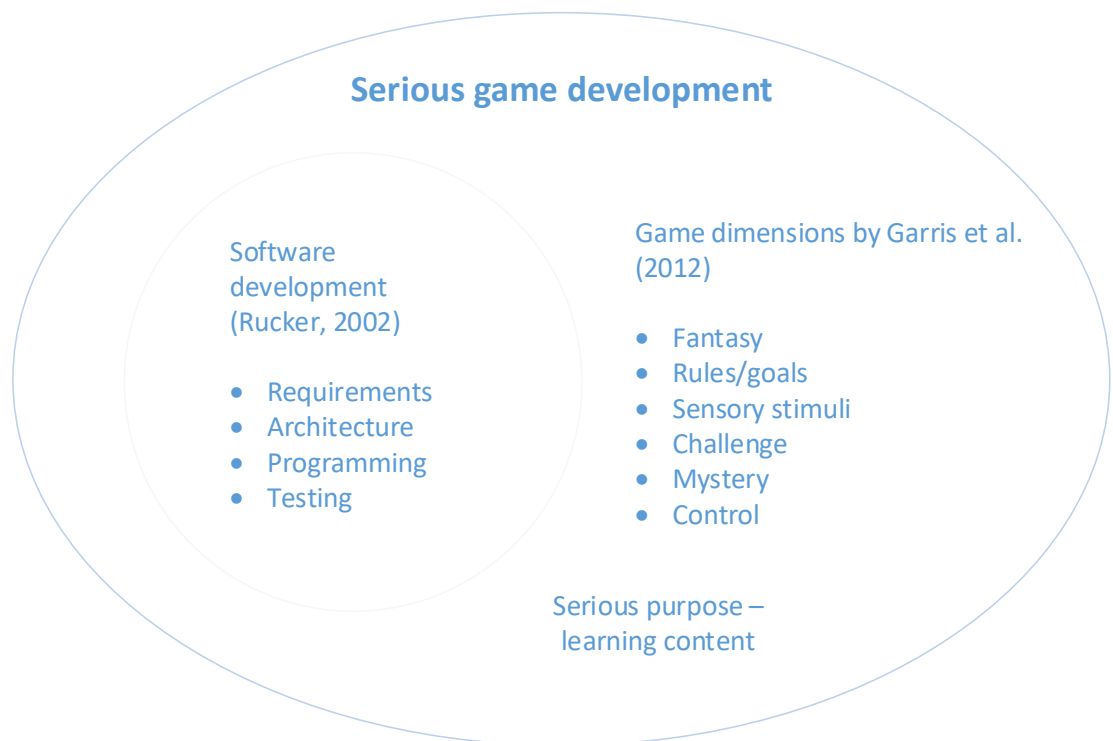 Serious game development
Software
development
(Rucker, 2002)
• Requirements
• Architecture
• Programming
• Testing
Game dimensions by Garris et al.
(2012)
• Fantasy
• Rules/goals
• Sensory stimuli
• Challenge
• Mystery
• Control
Serious purpose –
learning content